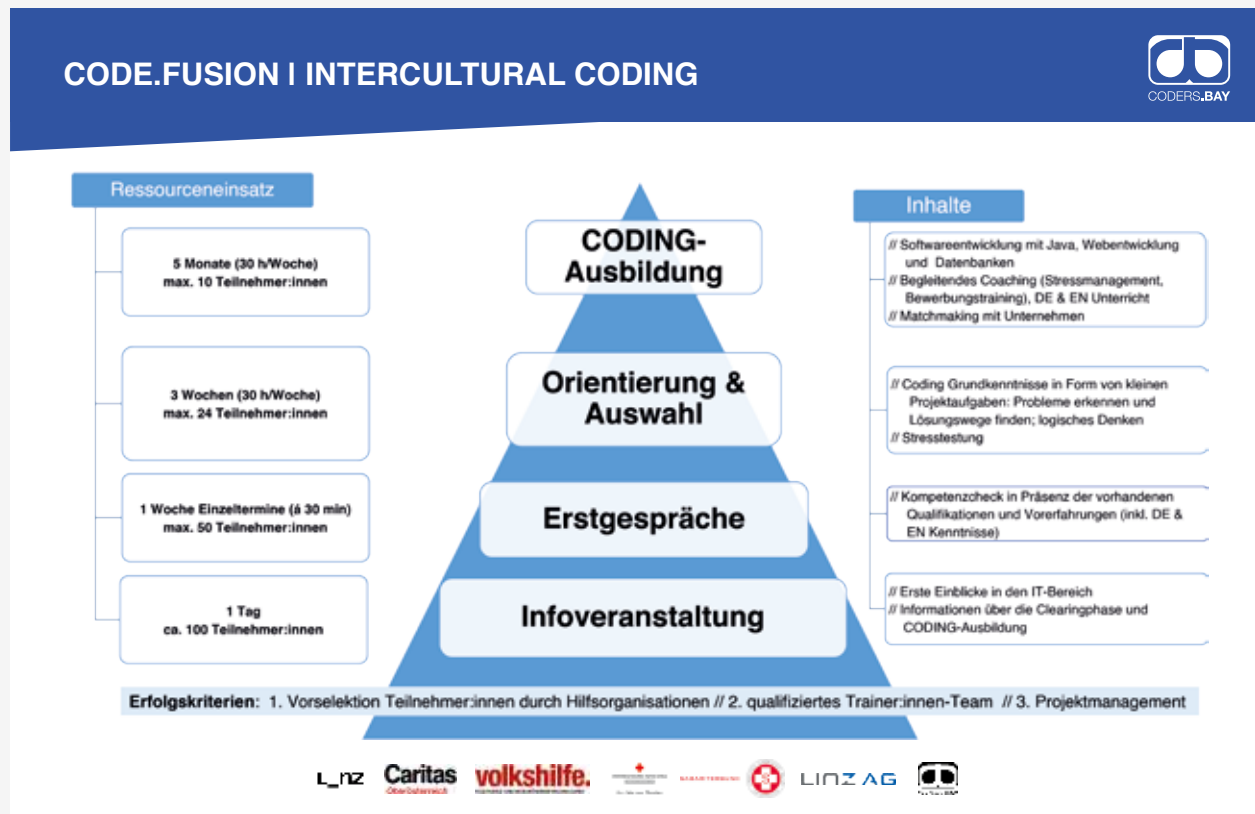 CODE.FUSION I INTERCULTURAL CODING
CODERS.BAY
Ressourceneinsatz
5 Monate (30 h/Woche)
max. 10 Teilnehmer:innen
3 Wochen (30 h/Woche)
max. 24 Teilnehmer:innen
1 Woche Einzeltermine (á 30 min)
max. 50 Teilnehmer:innen
1 Tag
ca. 100 Teilnehmer:innen
CODING-
Ausbildung
Orientierung &
Auswahl
Erstgespräche
Infoveranstaltung
Inhalte
// Softwareentwicklung mit Java, Webentwicklung
und Datenbanken
// Begleitendes Coaching (Stressmanagement,
Bewerbungstraining), DE & EN Unterricht
// Matchmaking mit Unternehmen
// Coding Grundkenntnisse in Form von kleinen
Projektaufgaben: Probleme erkennen und
Lösungswege finden; logisches Denken
// Stresstestung
// Kompetenzcheck in Präsenz der vorhandenen
Qualifikationen und Vorerfahrungen (inkl. DE &
EN Kenntnisse)
// Erste Einblicke in den IT-Bereich
// Informationen über die Clearingphase und
CODING-Ausbildung
Erfolgskriterien: 1. Vorselektion Teilnehmer:innen durch Hilfsorganisationen // 2. qualifiziertes Trainer:innen-Team // 3. Projektmanagement
L_nz
Caritas
Oberösterreich
volkshilfe.
LINZ AG